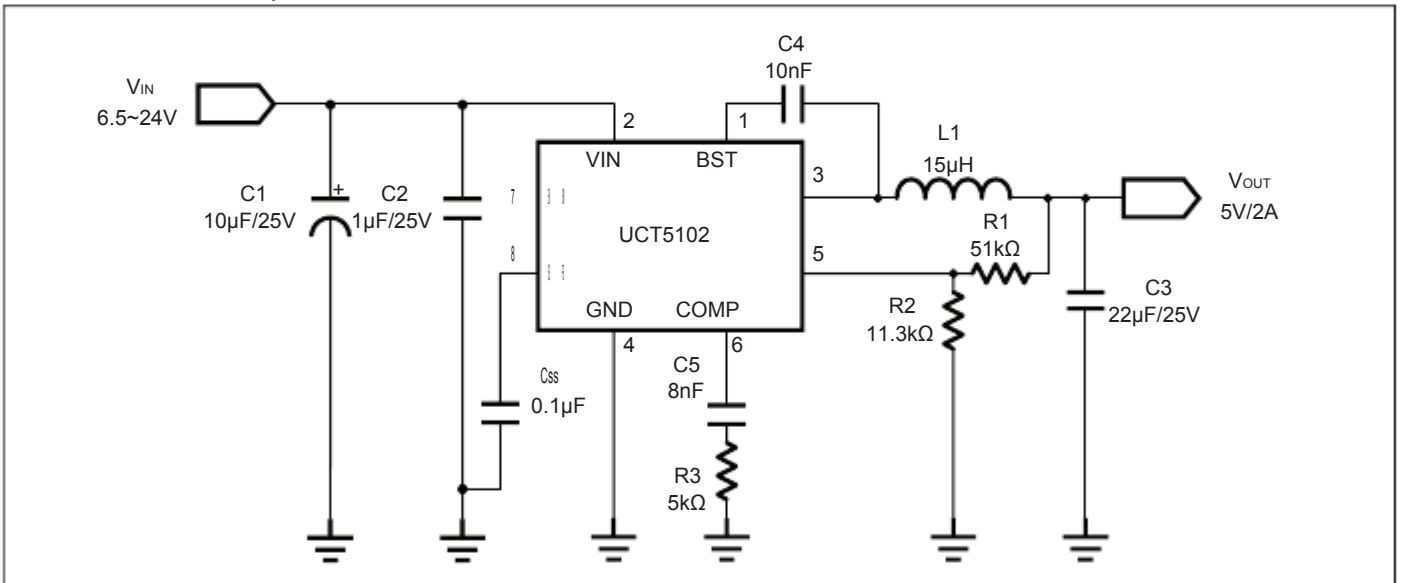 C4
10nF
VIN
6.5~24V
2
1
L1
15µH
VIN
BST
3
VOUT
5V/2A
C1
10µF/25V
+
C2
1µF/25V
7
UCT5102
R1
51kΩ
8
5
C3
22µF/25V
R2
11.3kΩ
GND
COMP
4
6
Css
0.1µF
C5
8nF
R3
5kΩ